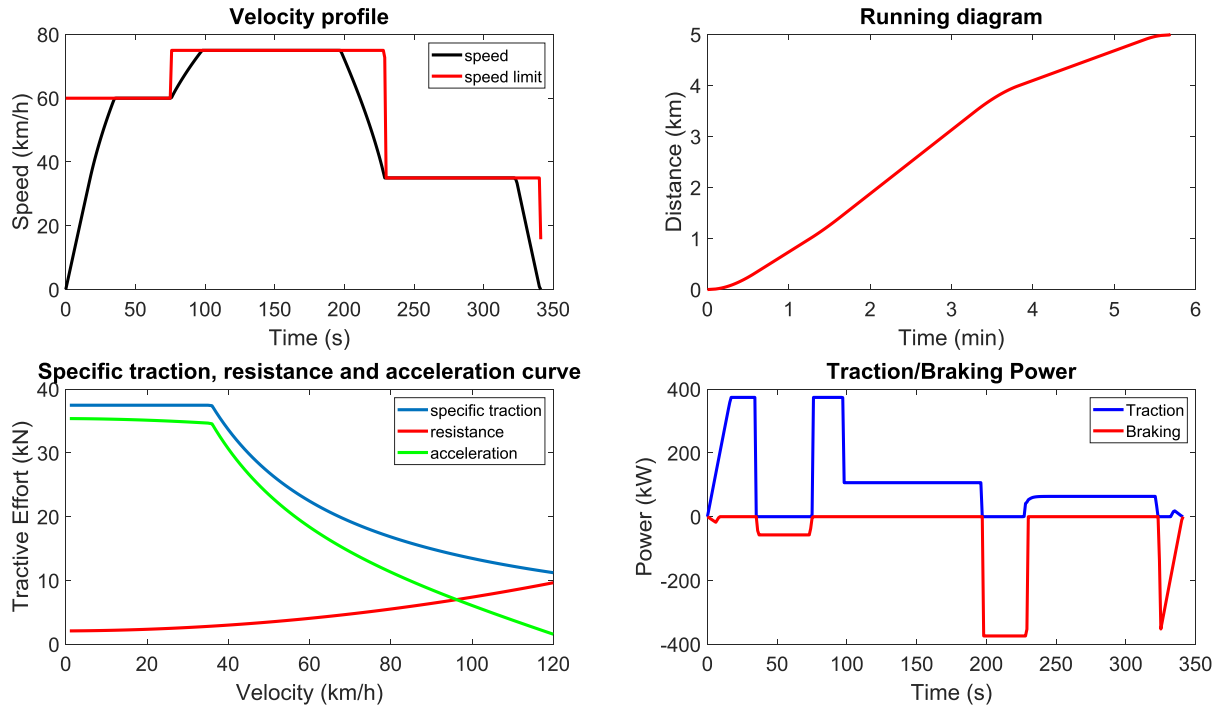 Velocity profile
80
60
40
20
0
Speed (km/h)
speed
speed limit
0 50 100 150 200 250 300 350
Time (s)
Running diagram
5
4
3
2
1
0
Distance (km)
0 1 2 3 4 5 6
Time (min)
Specific traction, resistance and acceleration curve
40
30
20
10
0
Tractive Effort (kN)
specific traction
resistance
acceleration
0 20 40 60 80 100 120
Velocity (km/h)
Traction/Braking Power
400
200
0
-200
-400
Power (kW)
Traction
Braking
0 50 100 150 200 250 300 350
Time (s)